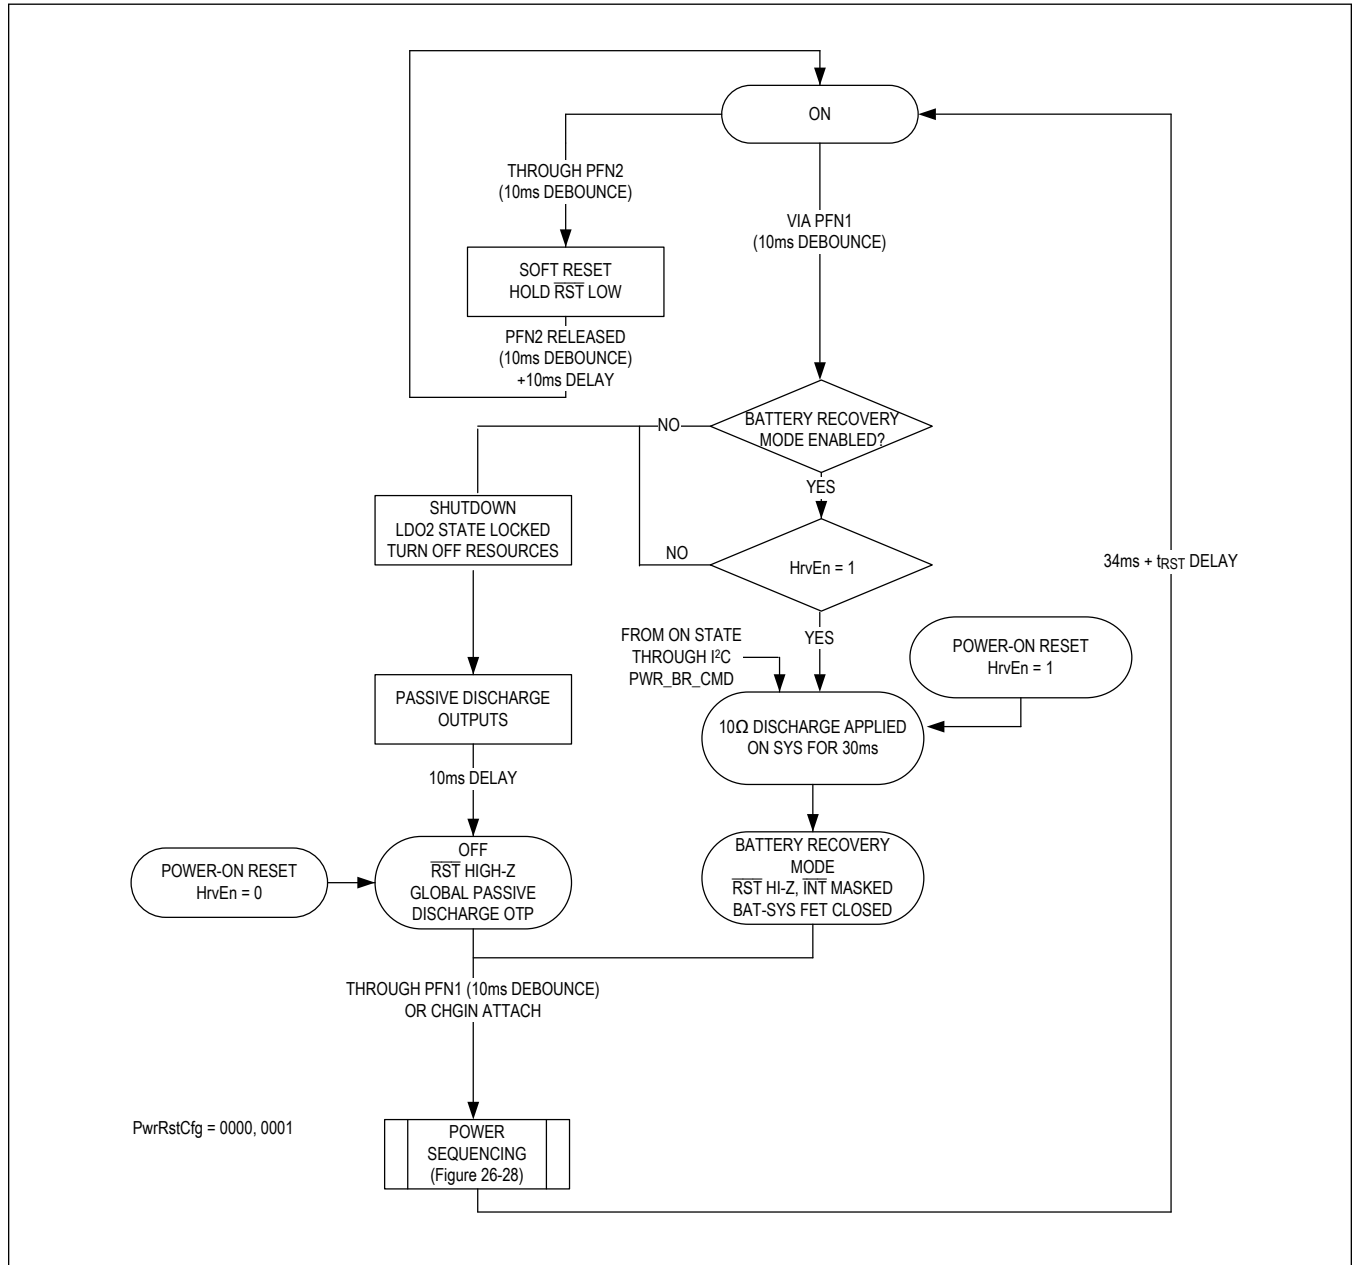 ON
THROUGH PFN2
(10ms DEBOUNCE)
VIA PFN1
(10ms DEBOUNCE)
SOFT RESET
HOLD R̅S̅T̅ LOW
PFN2 RELEASED
(10ms DEBOUNCE)
+10ms DELAY
BATTERY RECOVERY
MODE ENABLED?
NO
YES
SHUTDOWN
LDO2 STATE LOCKED
TURN OFF RESOURCES
NO
HrvEn = 1
34ms + tRST DELAY
YES
FROM ON STATE
THROUGH I²C
PWR_BR_CMD
POWER-ON RESET
HrvEn = 1
PASSIVE DISCHARGE
OUTPUTS
10Ω DISCHARGE APPLIED
ON SYS FOR 30ms
10ms DELAY
POWER-ON RESET
HrvEn = 0
OFF
R̅S̅T̅ HIGH-Z
GLOBAL PASSIVE
DISCHARGE OTP
BATTERY RECOVERY
MODE
R̅S̅T̅ HI-Z, I̅N̅T̅ MASKED
BAT-SYS FET CLOSED
THROUGH PFN1 (10ms DEBOUNCE)
OR CHGIN ATTACH
PwrRstCfg = 0000, 0001
POWER
SEQUENCING
(Figure 26-28)